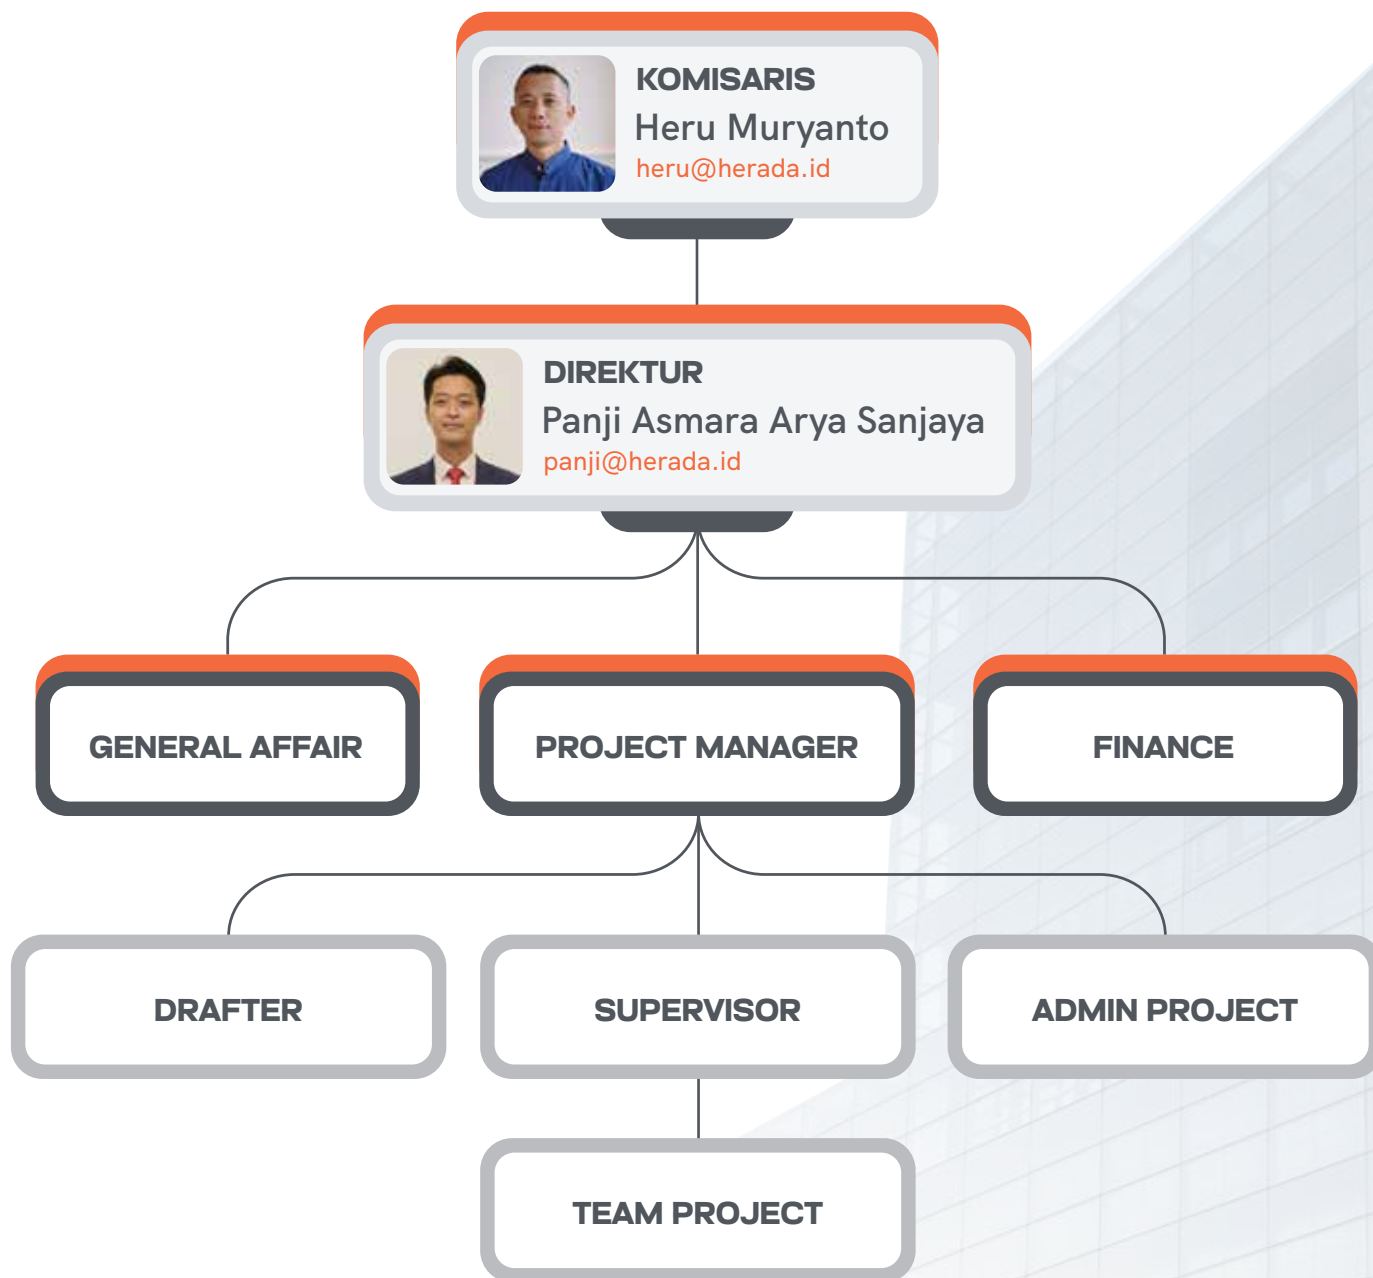 KOMISARIS
Heru Muryanto
heru@herada.id
DIREKTUR
Panji Asmara Arya Sanjaya
panji@herada.id
GENERAL AFFAIR
PROJECT MANAGER
FINANCE
DRAFTER
SUPERVISOR
ADMIN PROJECT
TEAM PROJECT